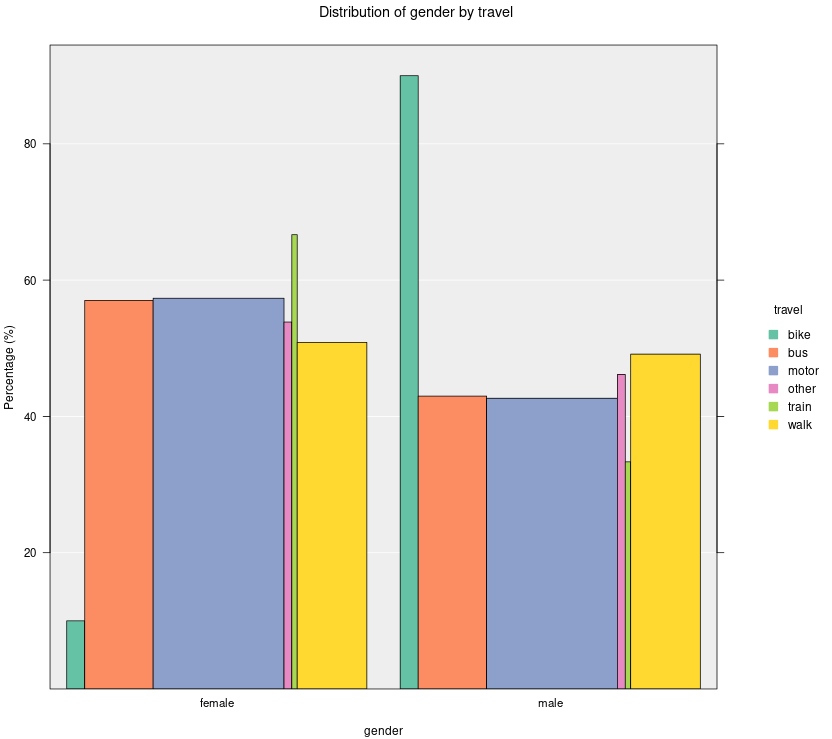 Distribution of gender by travel
Percentage (%)
80
60
40
20
female
male
gender
travel
bike
bus
motor
other
train
walk